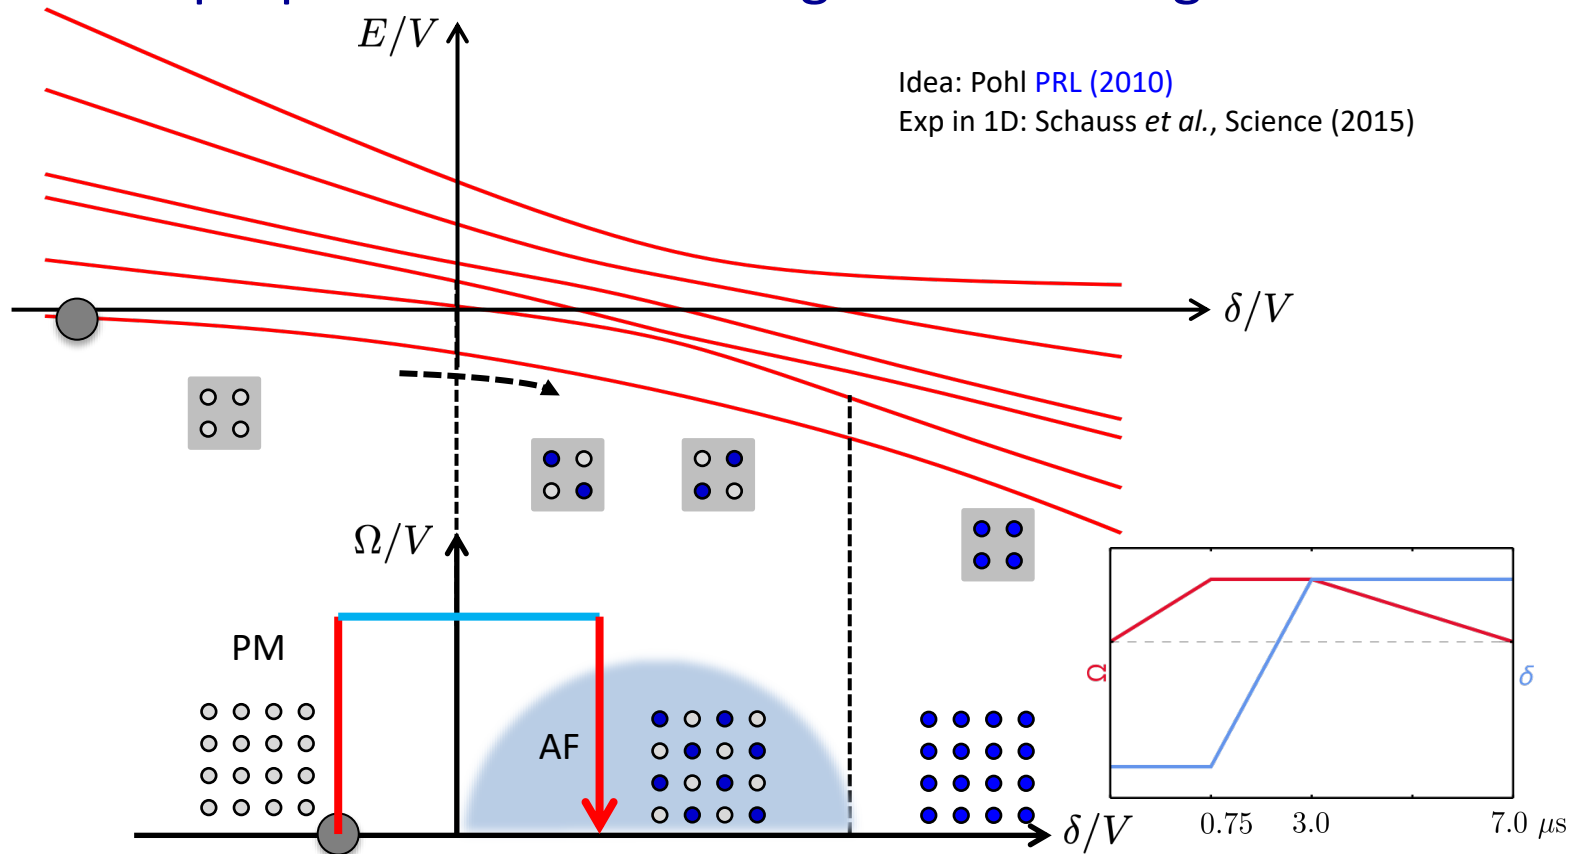 E/V
Idea: Pohl PRL (2010)
Exp in 1D: Schauss et al., Science (2015)
δ/V
Ω/V
PM
AF
δ/V
Ω
δ
0.75 3.0 7.0 μs